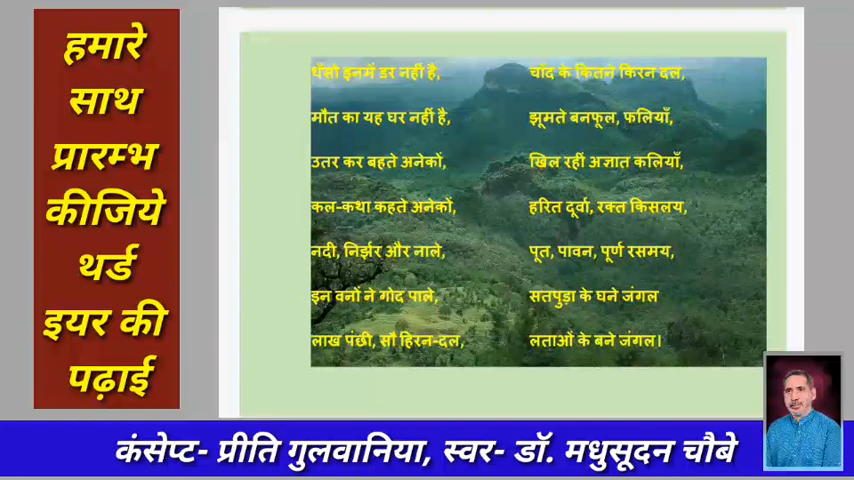 हमारे
साथ
प्रारम्भ
कीजिये
थर्ड
इयर की
पढ़ाई
धँसो इनमें डर नहीं है,
मौत का यह घर नहीं है,
उतर कर बहते अनेकों,
कल-कथा कहते अनेकों,
नदी, निर्झर और नाले,
इन वनों ने गोद पाले,
लाख पंछी, सौ हिरन-दल,
चाँद के कितने किरन दल,
झूमते बनफूल, फलियाँ,
खिल रहीं अज्ञात कलियाँ,
हरित दूर्वा, रक्त किसलय,
पूत, पावन, पूर्ण रसमय,
सतपुड़ा के घने जंगल
लताओं के बने जंगल।
कंसेप्ट- प्रीति गुलवानिया, स्वर- डॉ. मधुसूदन चौबे